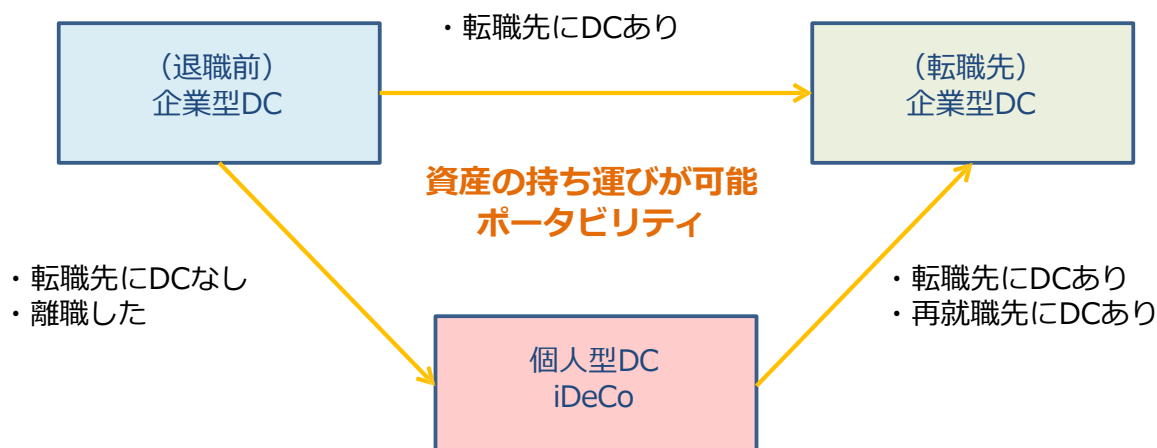 ・転職先にDCあり
（退職前）
企業型DC
（転職先）
企業型DC
資産の持ち運びが可能
ポータビリティ
・転職先にDCなし
・離職した
・転職先にDCあり
・再就職先にDCあり
個人型DC
iDeCo